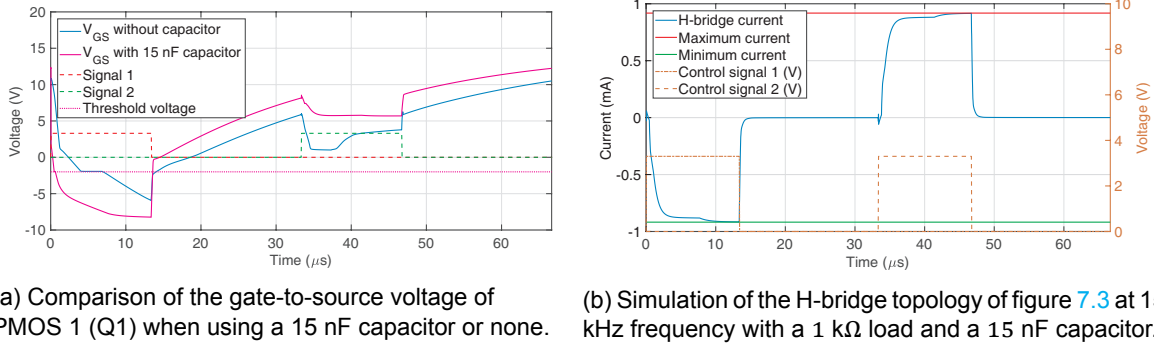 20
15
10
5
0
-5
-10
Voltage (V)
V_GS without capacitor
V_GS with 15 nF capacitor
Signal 1
Signal 2
Threshold voltage
0 10 20 30 40 50 60
Time (μs)
1
0.5
0
-0.5
-1
Current (mA)
H-bridge current
Maximum current
Minimum current
Control signal 1 (V)
Control signal 2 (V)
10
8
6
4
2
0
Voltage (V)
0 10 20 30 40 50 60
Time (μs)
a) Comparison of the gate-to-source voltage of
PMOS 1 (Q1) when using a 15 nF capacitor or none.
(b) Simulation of the H-bridge topology of figure 7.3 at
kHz frequency with a 1 kΩ load and a 15 nF capacitor.